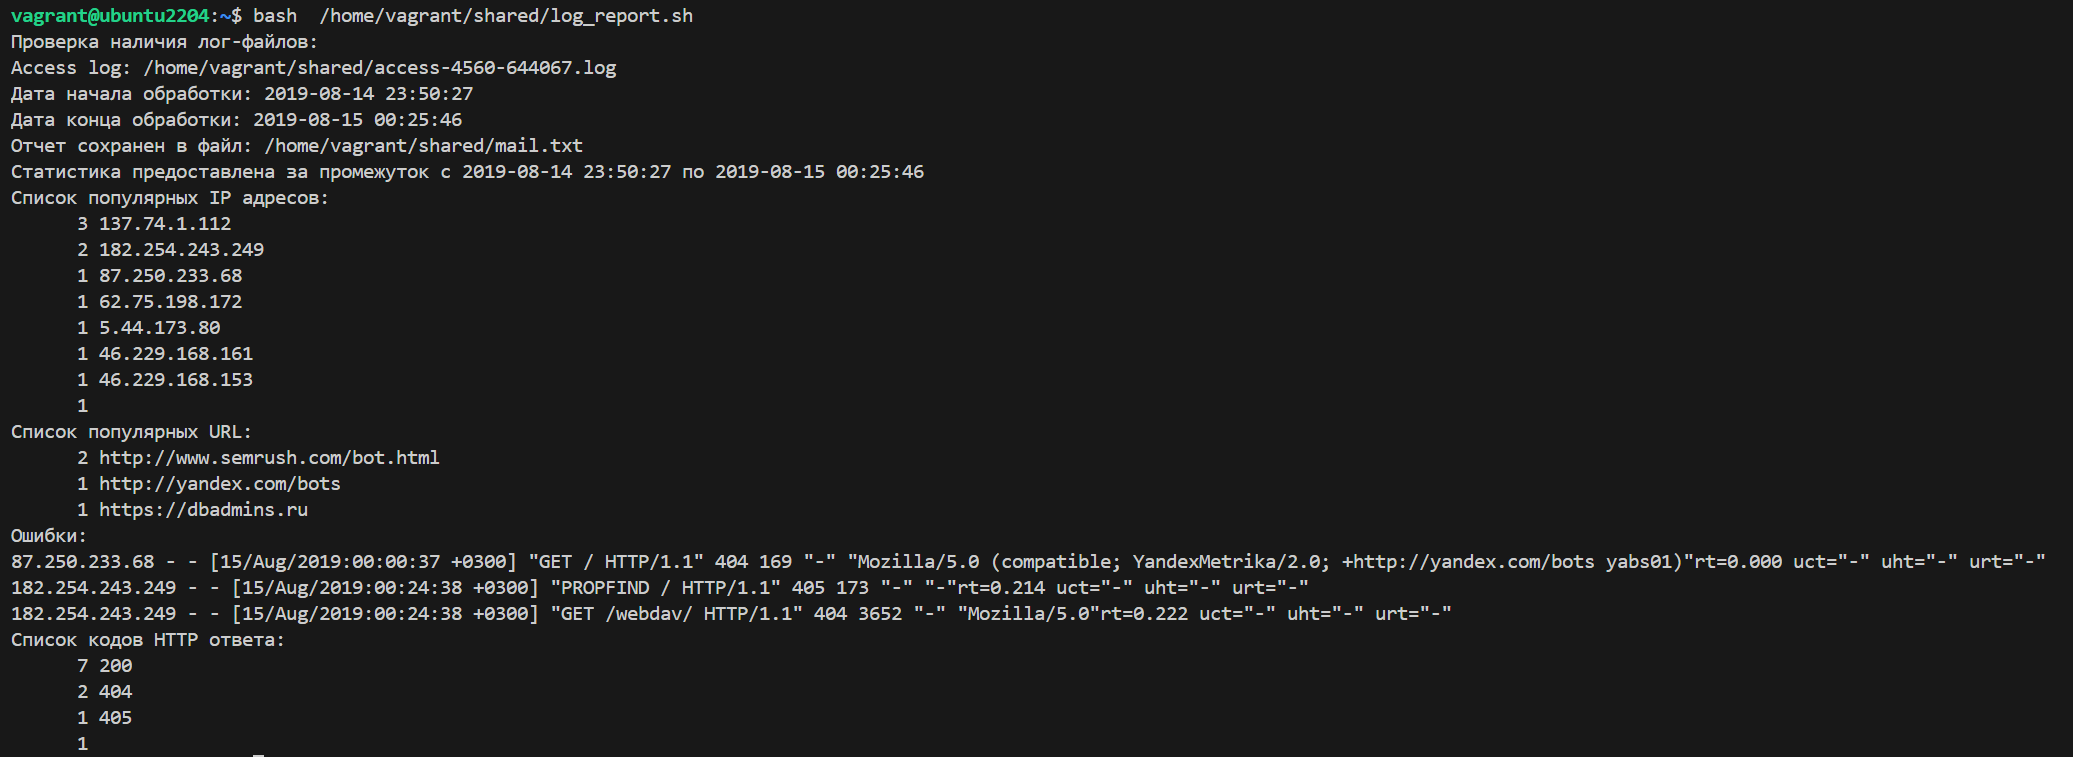 vagrant@ubuntu2204:~$ bash  /home/vagrant/shared/log_report.sh
Проверка наличия лог-файлов:
Access log: /home/vagrant/shared/access-4560-644067.log
Дата начала обработки: 2019-08-14 23:50:27
Дата конца обработки: 2019-08-15 00:25:46
Отчет сохранен в файл: /home/vagrant/shared/mail.txt
Статистика предоставлена за промежуток с 2019-08-14 23:50:27 по 2019-08-15 00:25:46
Список популярных IP адресов:
      3 137.74.1.112
      2 182.254.243.249
      1 87.250.233.68
      1 62.75.198.172
      1 5.44.173.80
      1 46.229.168.161
      1 46.229.168.153
      1
Список популярных URL:
      2 http://www.semrush.com/bot.html
      1 http://yandex.com/bots
      1 https://dbadmins.ru
Ошибки:
87.250.233.68 - - [15/Aug/2019:00:00:37 +0300] "GET / HTTP/1.1" 404 169 "-" "Mozilla/5.0 (compatible; YandexMetrika/2.0; +http://yandex.com/bots yabs01)"rt=0.000 uct="-" uht="-" urt="-"
182.254.243.249 - - [15/Aug/2019:00:24:38 +0300] "PROPFIND / HTTP/1.1" 405 173 "-" "-"rt=0.214 uct="-" uht="-" urt="-"
182.254.243.249 - - [15/Aug/2019:00:24:38 +0300] "GET /webdav/ HTTP/1.1" 404 3652 "-" "Mozilla/5.0"rt=0.222 uct="-" uht="-" urt="-"
Список кодов HTTP ответа:
      7 200
      2 404
      1 405
      1